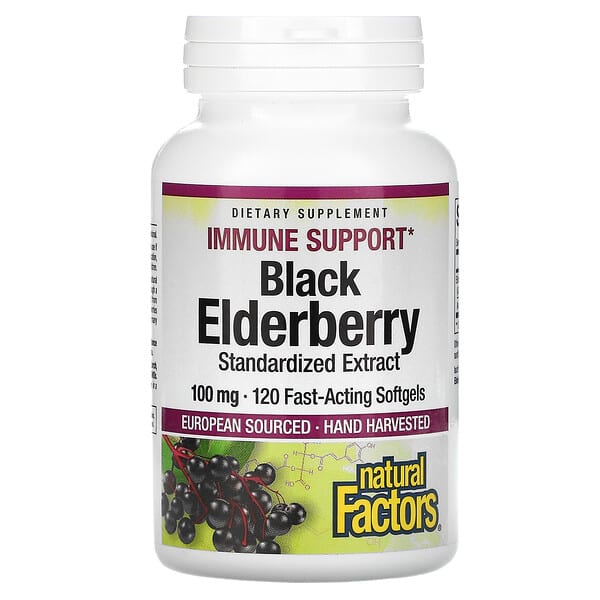 DIETARY SUPPLEMENT
IMMUNE SUPPORT*
Black
Elderberry
Standardized Extract
100 mg · 120 Fast-Acting Softgels
EUROPEAN SOURCED · HAND HARVESTED
natural
Factors®